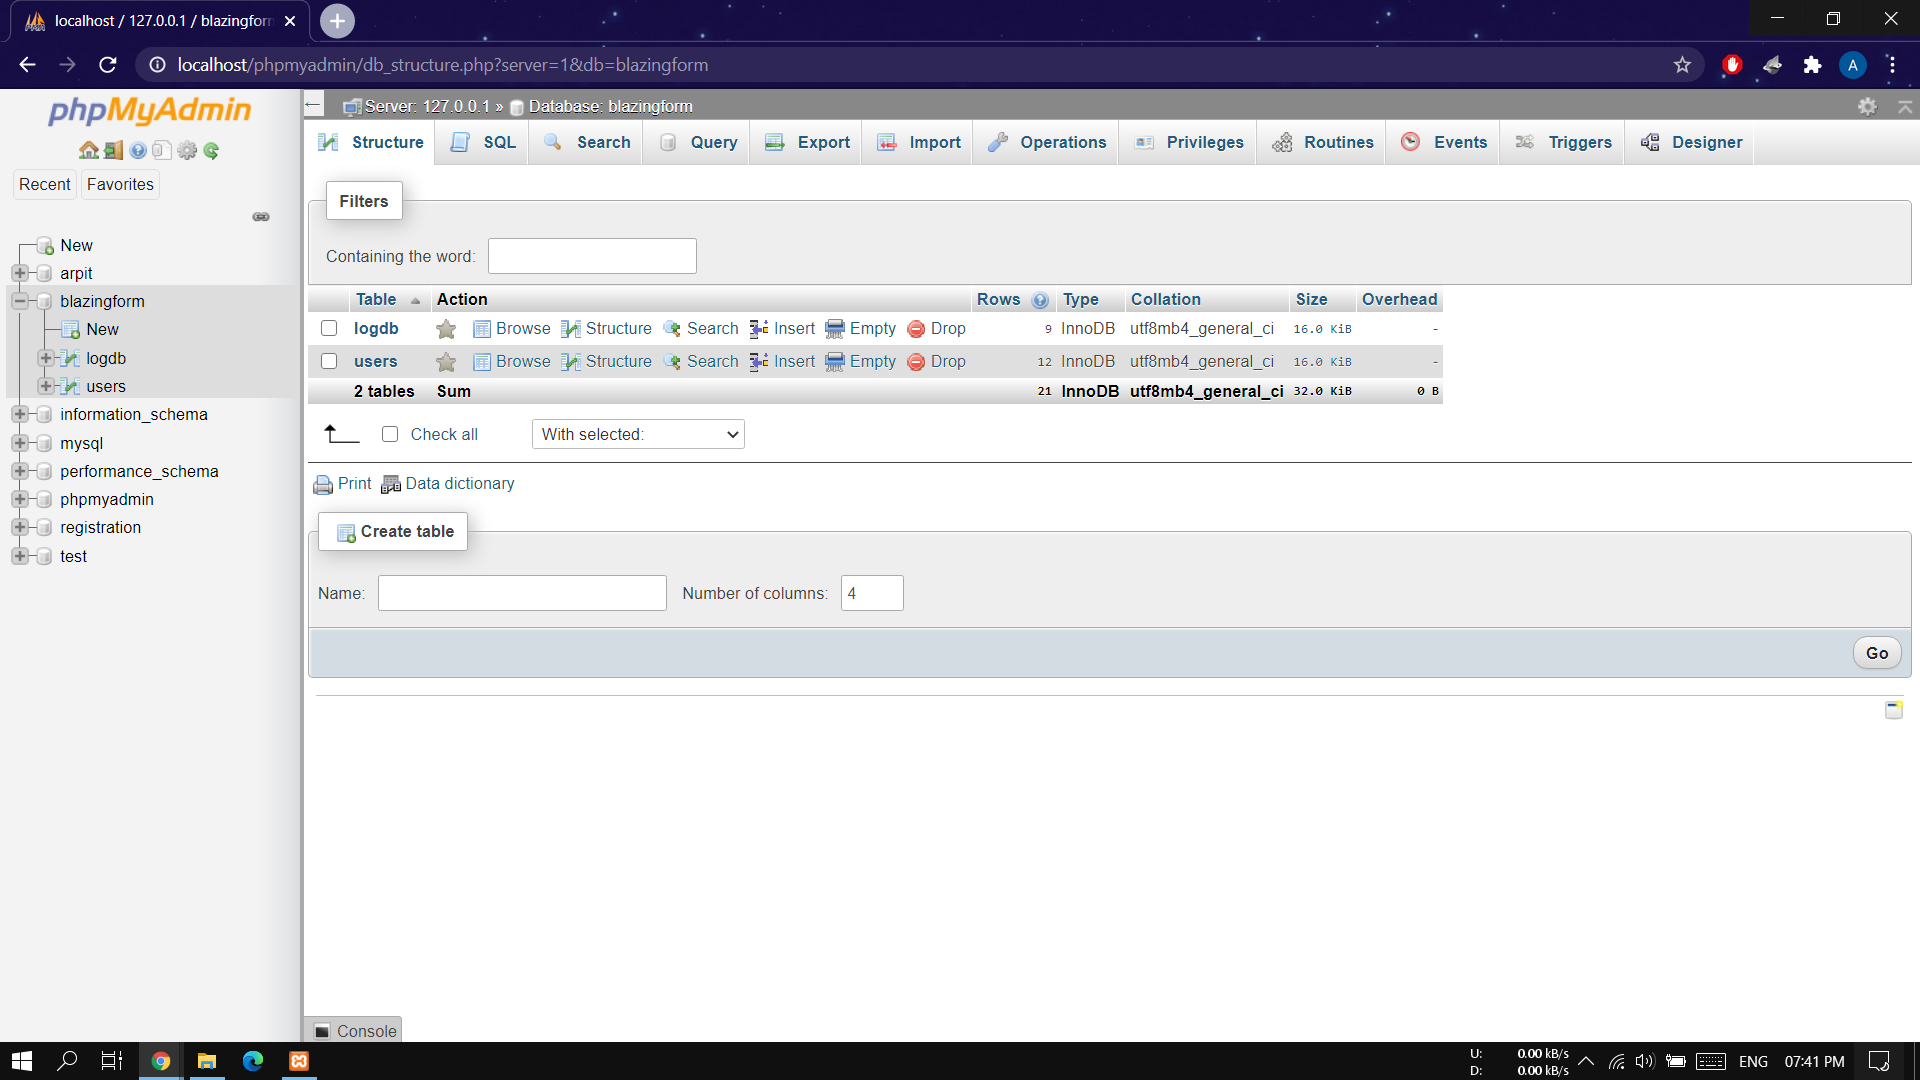 localhost / 127.0.0.1 / blazingform
localhost/phpmyadmin/db_structure.php?server=1&db=blazingform
A
phpMyAdmin
Recent Favorites
New
arpit
blazingform
New
logdb
users
information_schema
mysql
performance_schema
phpmyadmin
registration
test
Server: 127.0.0.1 » Database: blazingform
Structure SQL Search Query Export Import Operations Privileges Routines Events Triggers Designer
Filters
Containing the word:
Table Action Rows Type Collation Size Overhead
logdb Browse Structure Search Insert Empty Drop 9 InnoDB utf8mb4_general_ci 16.0 KiB -
users Browse Structure Search Insert Empty Drop 12 InnoDB utf8mb4_general_ci 16.0 KiB -
2 tables Sum 21 InnoDB utf8mb4_general_ci 32.0 KiB 0 B
Check all With selected:
Print Data dictionary
Create table
Name: Number of columns: 4
Go
Console
U: 0.00 kB/s
D: 0.00 kB/s
ENG 07:41 PM